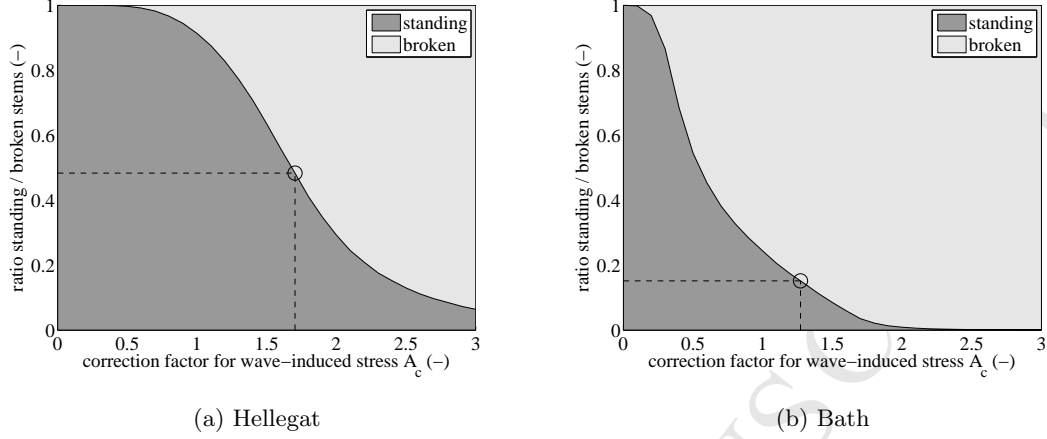 standing
broken
ratio standing / broken stems (−)
1
0.8
0.6
0.4
0.2
0
0 0.5 1 1.5 2 2.5 3
correction factor for wave−induced stress A_c (−)
(a) Hellegat
standing
broken
ratio standing / broken stems (−)
1
0.8
0.6
0.4
0.2
0
0 0.5 1 1.5 2 2.5 3
correction factor for wave−induced stress A_c (−)
(b) Bath